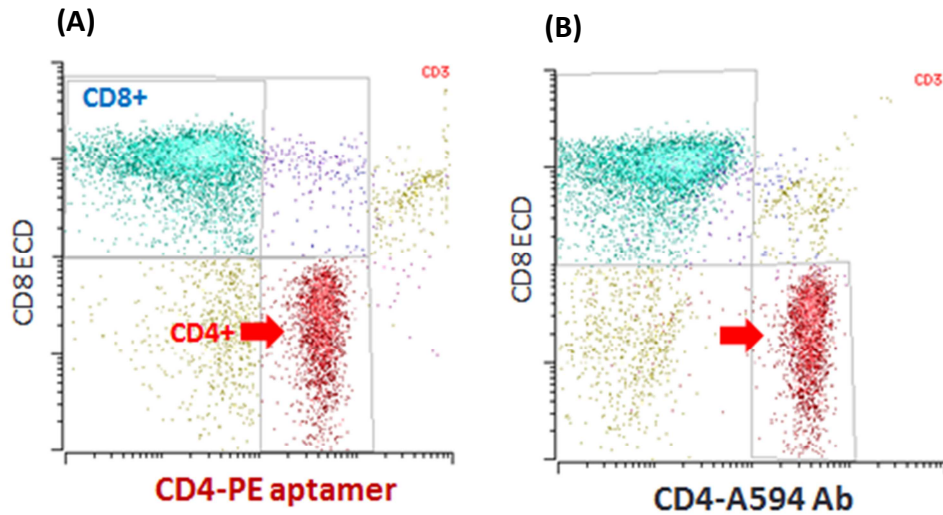 (A)
(B)
CD3
CD3
CD8+
CD8 ECD
CD8 ECD
CD4+
CD4-PE aptamer
CD4-A594 Ab